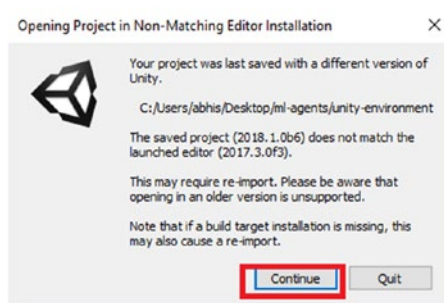 Opening Project in Non-Matching Editor Installation
Your project was last saved with a different version of
Unity.
C:/Users/abhis/Desktop/ml-agents/unity-environment
The saved project (2018.1.0b6) does not match the
launched editor (2017.3.0f3).
This may require re-import. Please be aware that
opening in an older version is unsupported.
Note that if a build target installation is missing, this
may also cause a re-import.
Continue Quit